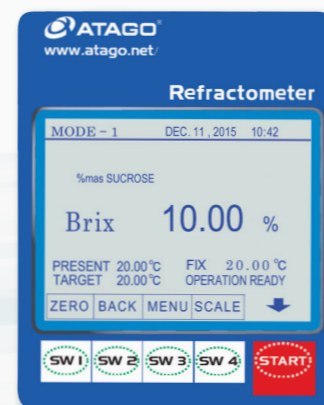 ATAGO®
www.atago.net/
Refractometer
MODE - 1 DEC. 11 , 2015 10:42
%mas SUCROSE
Brix 10.00 %
PRESENT 20.00℃ FIX 20.00℃
TARGET 20.00℃ OPERATION READY
ZERO BACK MENU SCALE
SW 1 SW 2 SW 3 SW 4 START